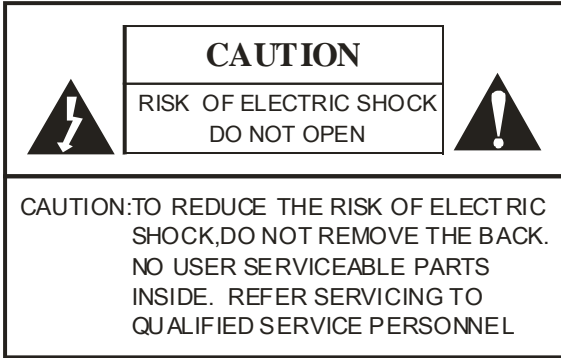 CAUTION
RISK OF ELECTRIC SHOCK
DO NOT OPEN
CAUTION:TO REDUCE THE RISK OF ELECTRIC
SHOCK,DO NOT REMOVE THE BACK.
NO USER SERVICEABLE PARTS
INSIDE. REFER SERVICING TO
QUALIFIED SERVICE PERSONNEL